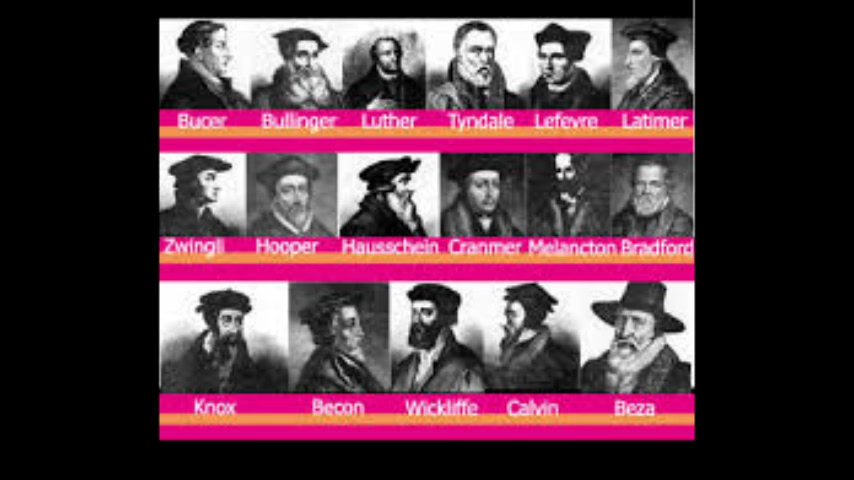 Bucer Bullinger Luther Tyndale Lefevre Latimer
Zwingli Hooper Hausschein Cranmer Melancton Bradford
Knox Becon Wickliffe Calvin Beza